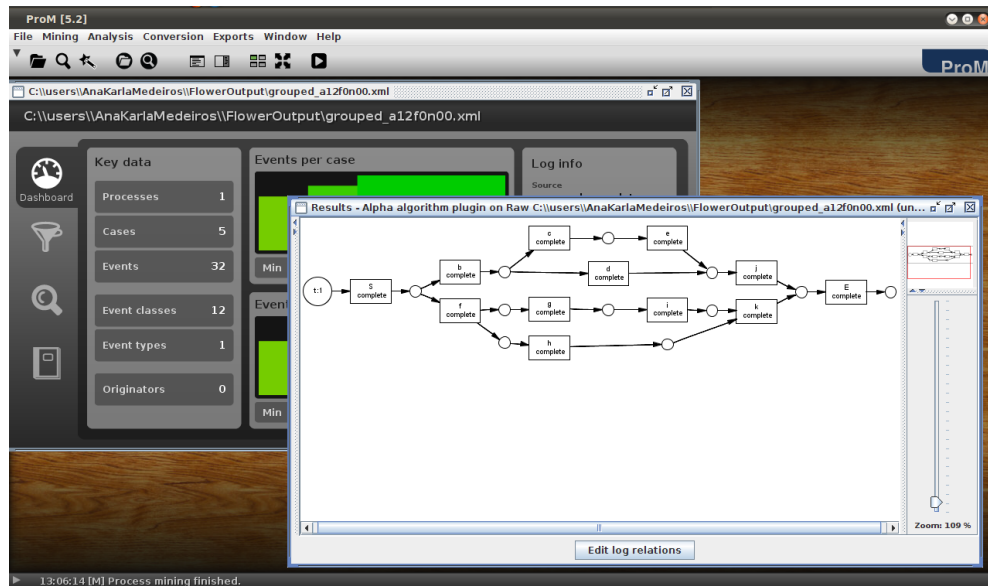 ProM [5.2]
File Mining Analysis Conversion Exports Window Help
ProM
C:\\users\\AnaKarlaMedeiros\\FlowerOutput\grouped_a12f0n00.xml
C:\\users\\AnaKarlaMedeiros\\FlowerOutput\grouped_a12f0n00.xml
Dashboard
Key data
Processes 1
Cases 5
Events 32
Event classes 12
Event types 1
Originators 0
Events per case
Min
Min
Log info
Source
Results - Alpha algorithm plugin on Raw C:\\users\\AnaKarlaMedeiros\\FlowerOutput\grouped_a12f0n00.xml (un...
t:1
S
complete
b
complete
c
complete
e
complete
d
complete
j
complete
f
complete
g
complete
i
complete
k
complete
h
complete
E
complete
Zoom: 109 %
Edit log relations
13:06:14 [M] Process mining finished.